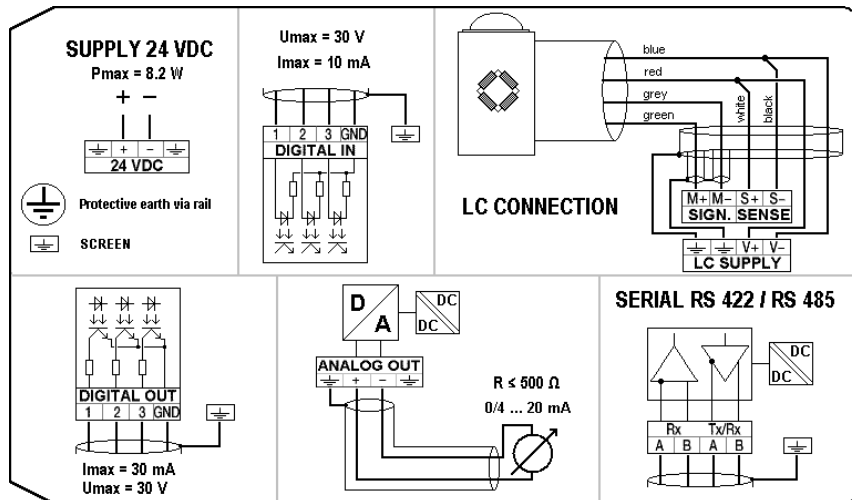 SUPPLY 24 VDC
Pmax = 8.2 W
+ −
+ −
24 VDC
Protective earth via rail
SCREEN
Umax = 30 V
Imax = 10 mA
1 2 3 GND
DIGITAL IN
blue
red
grey
green
white
black
LC CONNECTION
M+ M− S+ S−
SIGN. SENSE
V+ V−
LC SUPPLY
DIGITAL OUT
1 2 3 GND
Imax = 30 mA
Umax = 30 V
D
A
DC
DC
ANALOG OUT
+ −
R ≤ 500 Ω
0/4 ... 20 mA
SERIAL RS 422 / RS 485
DC
DC
Rx Tx/Rx
A B A B